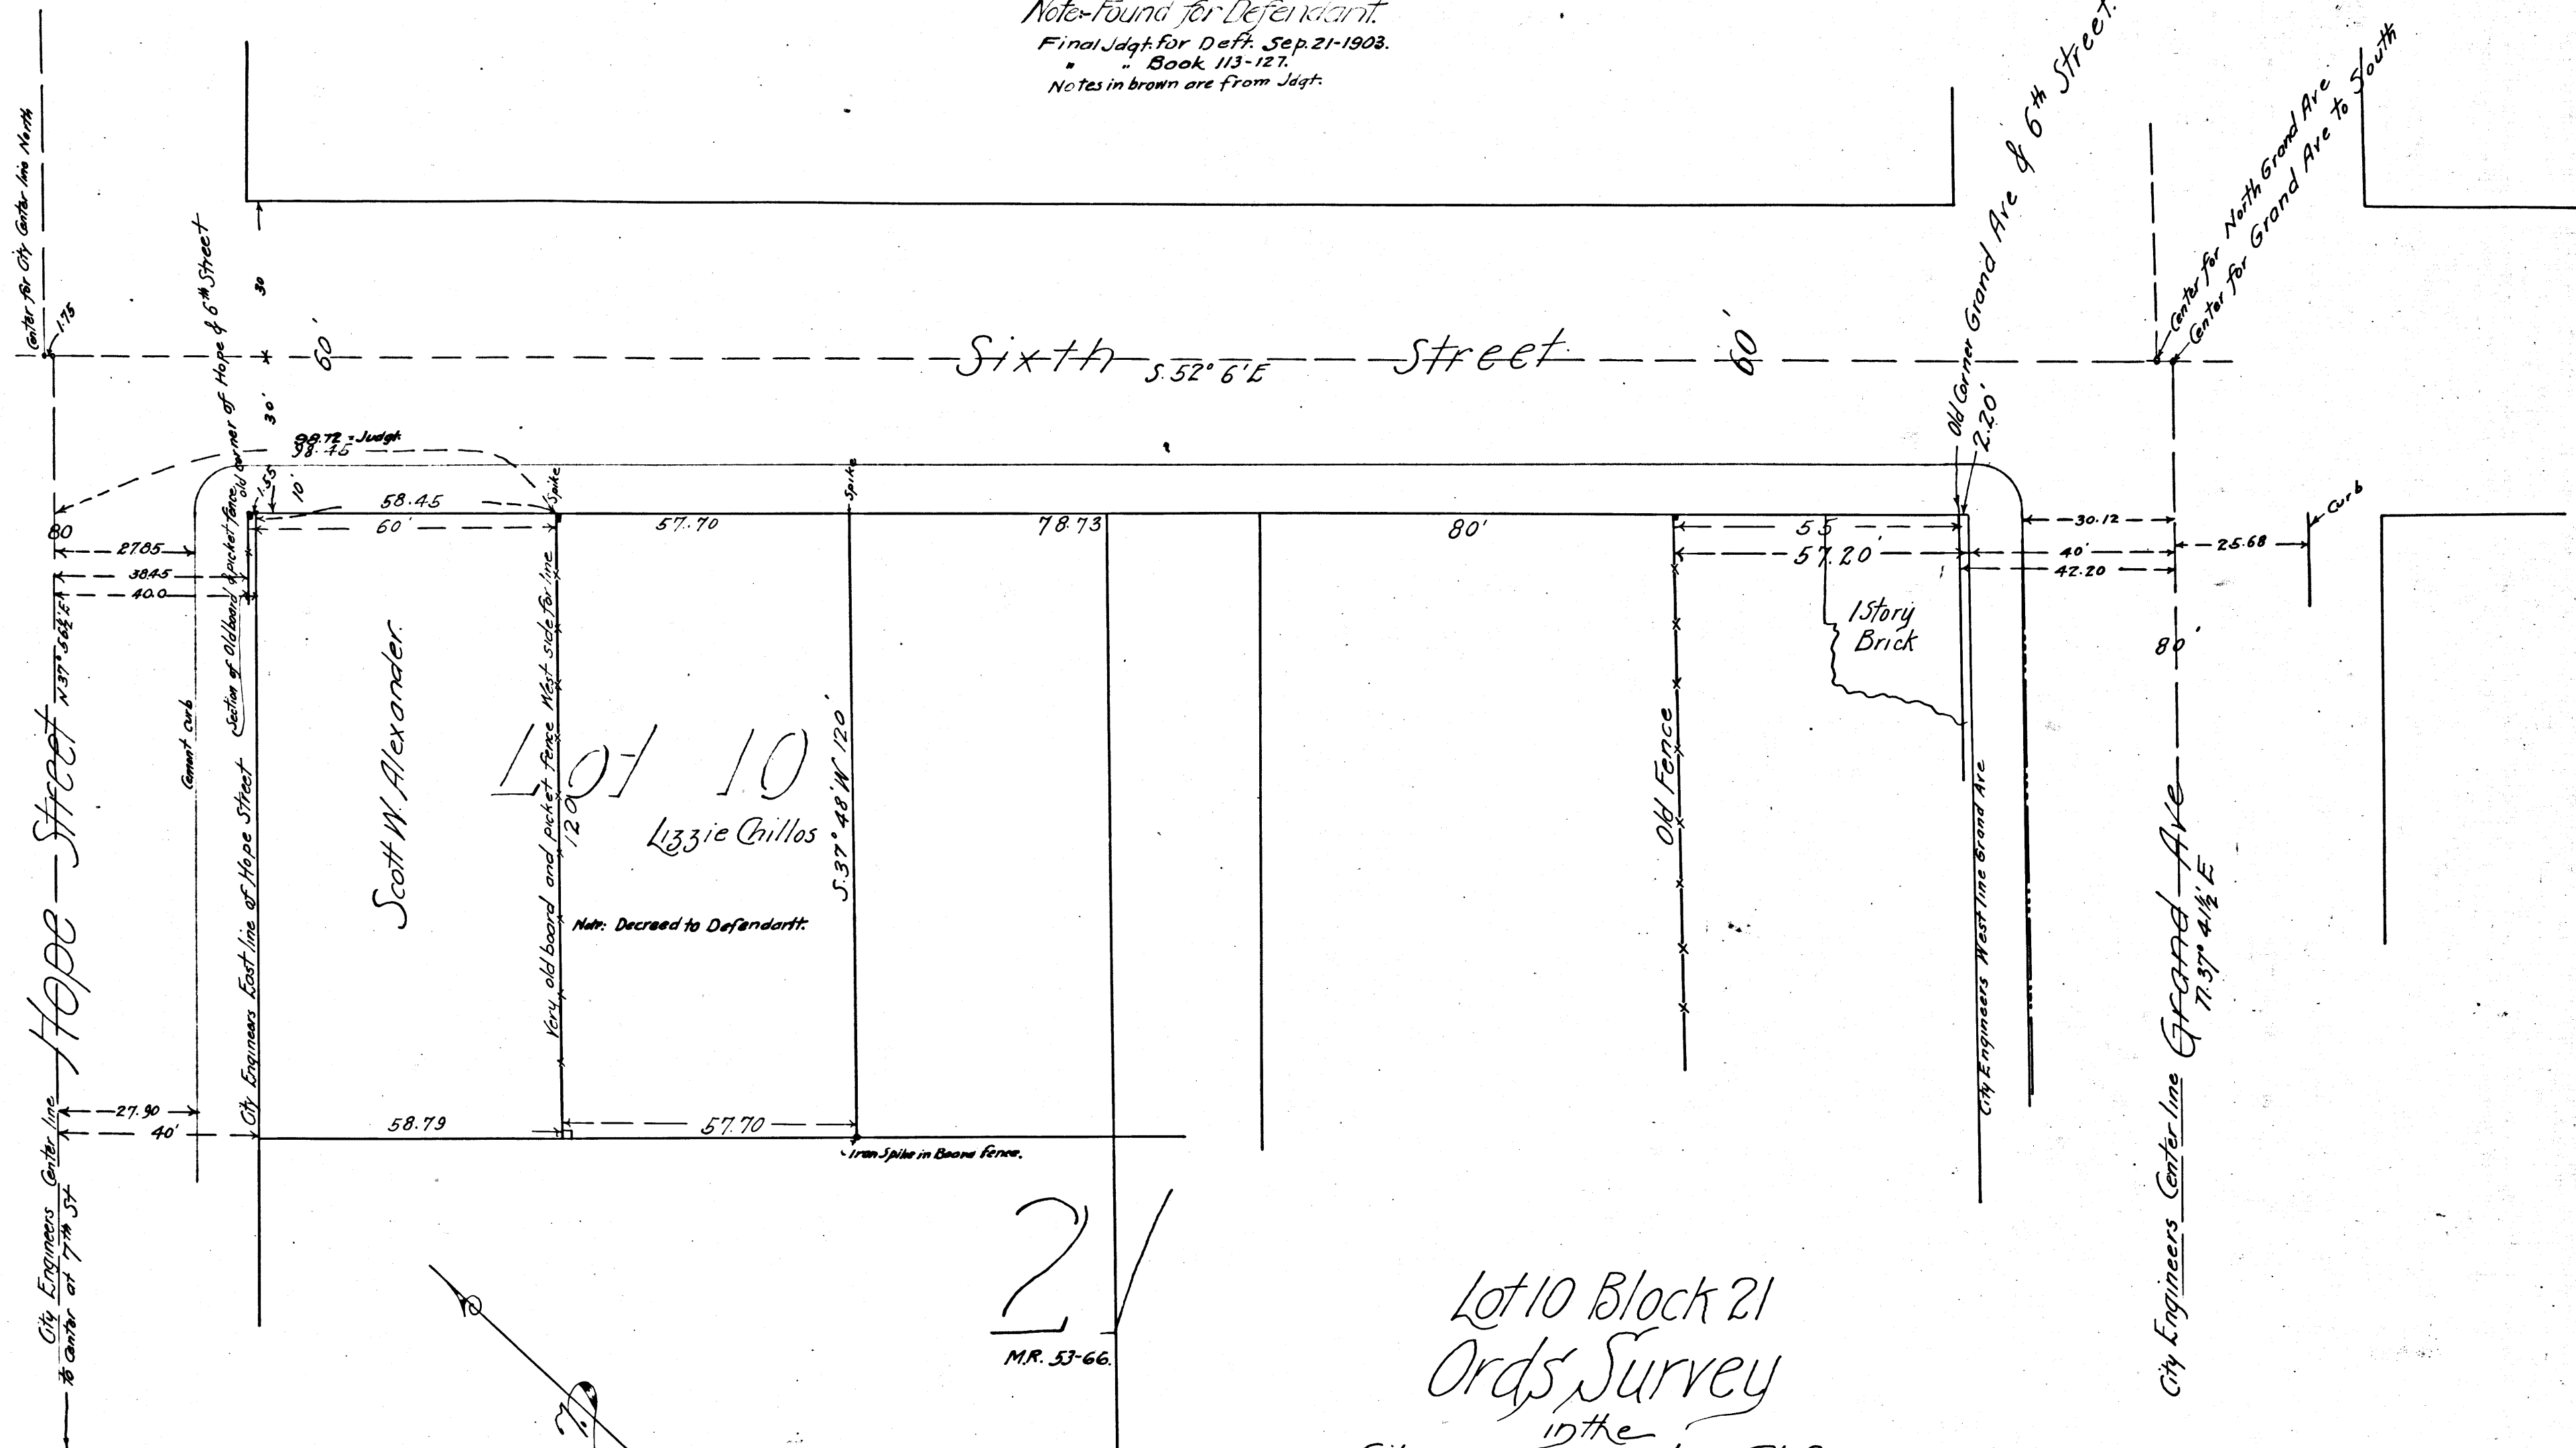 Note:-Found for Defendant.
Final Jdgt. for Deft. Sep. 21-1903.
" " Book 113-127.
Notes in brown are from Jdgt.
Center for City Center line North
1.75
old corner of Hope & 6th Street
30
30'
60'
Sixth Street
S. 52° 6' E
60'
Old Corner Grand Ave & 6th Street.
2.20'
Center for North Grand Ave
Center for Grand Ave to South
98.72 = Judgt.
98.45
1.55
10'
58.45
60'
Spike
57.70
Spike
78.73
80'
55
57.20'
30.12
40'
42.20
25.68
Curb
80
27.85
38.45
40.0
N 37° 56½' E
Section of Old board & picket fence
Cement curb
City Engineers East line of Hope Street
Hope Street
Scott W. Alexander.
Very old board and picket fence West side for line
120
Lot 10
Lizzie Chillos
Note: Decreed to Defendartt.
S. 37° 48' W 120'
Old Fence
1 Story
Brick
City Engineers West line Grand Ave
80'
Grand Ave
N. 37° 41½' E
City Engineers Center line
27.90
40'
58.79
57.70
Iron Spike in Board fence.
City Engineers Center line
to Center at 7th St
21
M.R. 53-66.
Lot 10 Block 21
Ords Survey
in the